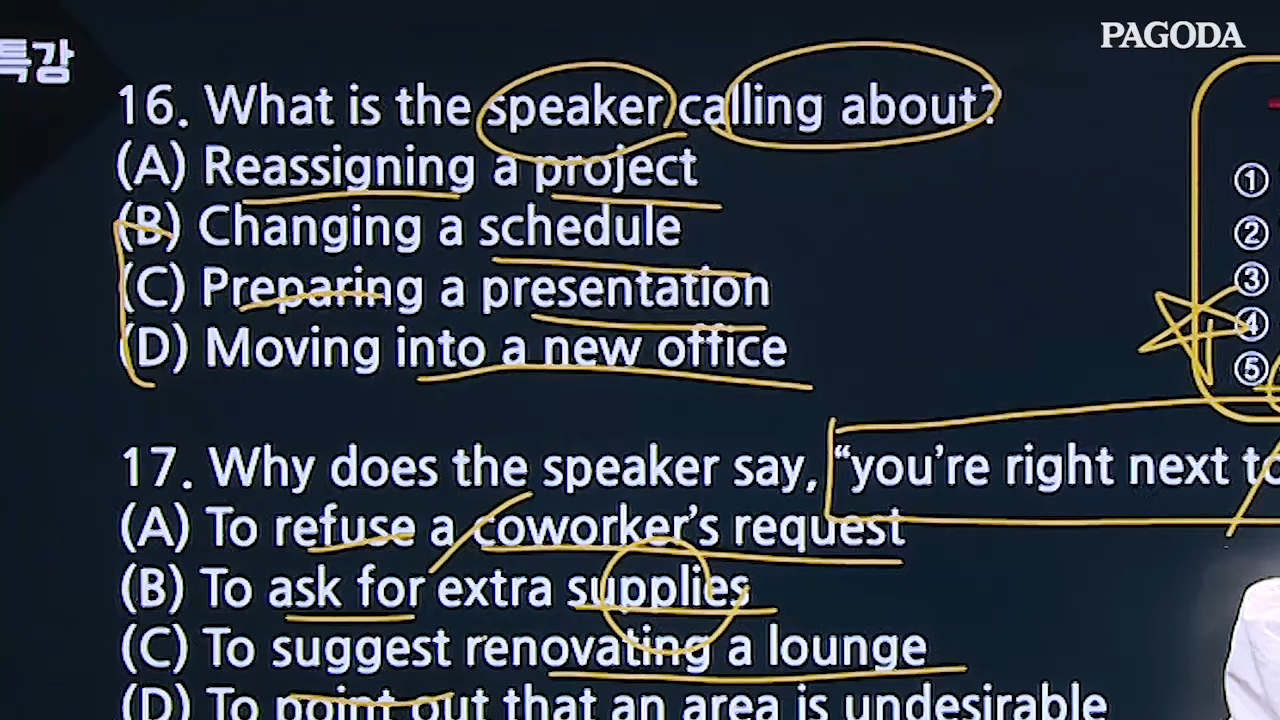 PAGODA
특강
16. What is the speaker calling about?
(A) Reassigning a project
(B) Changing a schedule
(C) Preparing a presentation
(D) Moving into a new office
①
②
③
④
⑤
17. Why does the speaker say, “you’re right next to
(A) To refuse a coworker’s request
(B) To ask for extra supplies
(C) To suggest renovating a lounge
(D) To point out that an area is undesirable